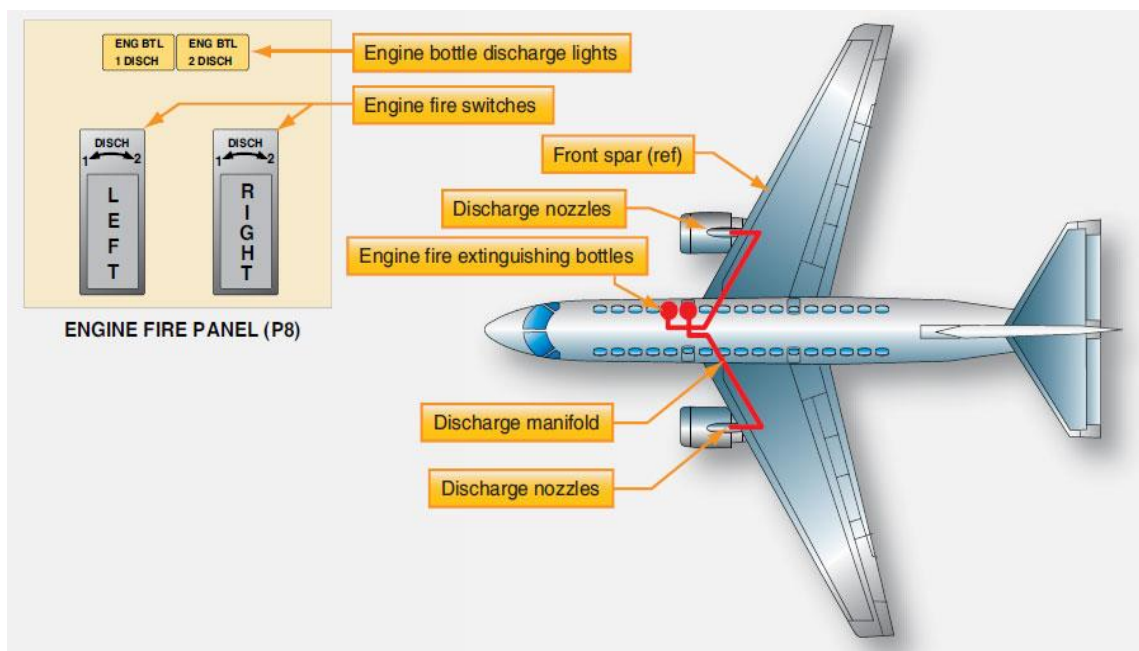 ENG BTL
1 DISCH
ENG BTL
2 DISCH
Engine bottle discharge lights
Engine fire switches
DISCH
1 2
L
E
F
T
DISCH
1 2
R
I
G
H
T
ENGINE FIRE PANEL (P8)
Front spar (ref)
Discharge nozzles
Engine fire extinguishing bottles
Discharge manifold
Discharge nozzles